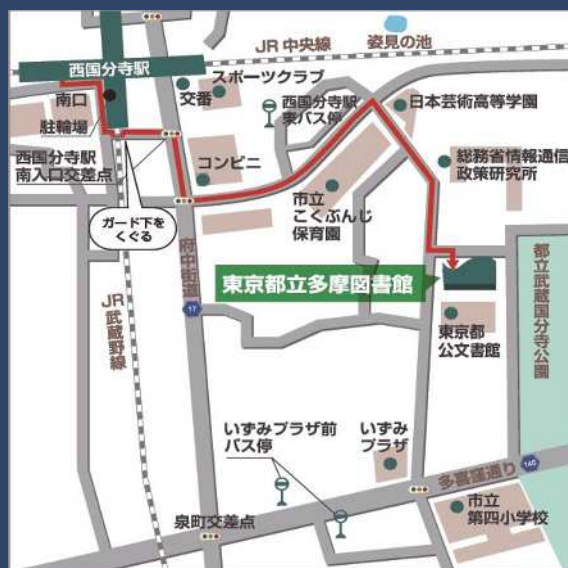 JR 中央線
姿見の池
西国分寺駅
スポーツクラブ
南口
交番
西国分寺駅
東バス停
日本芸術高等学園
駐輪場
西国分寺駅
南入口交差点
コンビニ
総務省情報通信
政策研究所
市立
こくぶんじ
保育園
ガード下を
くぐる
府中街道
17
東京都立多摩図書館
都立武蔵国分寺公園
JR 武蔵野線
東京都
公文書館
いずみプラザ前
バス停
いずみ
プラザ
多喜窪通り
145
市立
第四小学校
泉町交差点